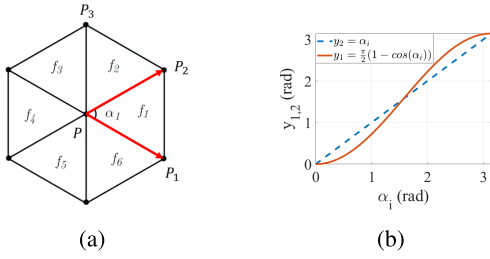 P₃
f₃
f₂
P₂
f₄
P
α₁
f₁
f₅
f₆
P₁
(a)
y₂ = αᵢ
y₁ = π/2(1 − cos(αᵢ))
y₁,₂ (rad)
3
2
1
0
0
1
2
3
αᵢ (rad)
(b)